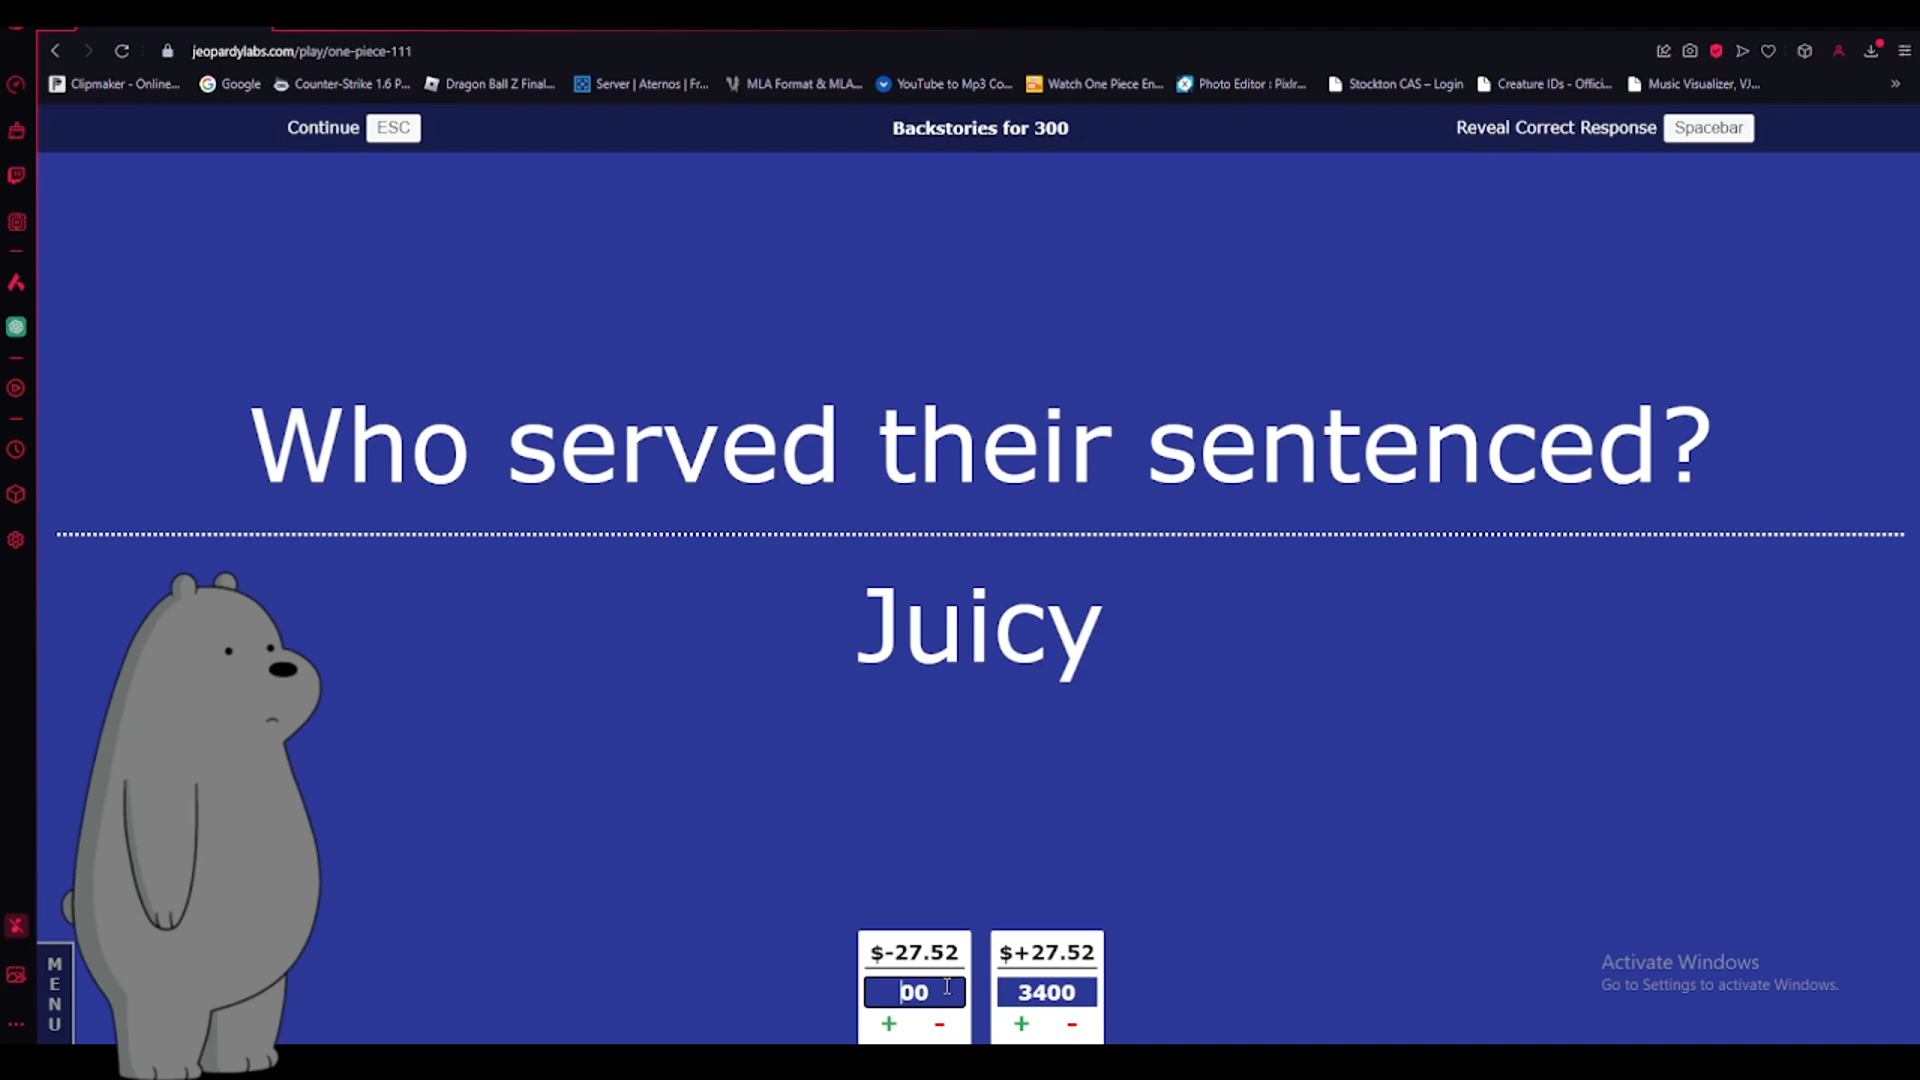 jeopardylabs.com/play/one-piece-111
Clipmaker - Online... Google Counter-Strike 1.6 P... Dragon Ball Z Final... Server | Aternos | Fr... MLA Format & MLA... YouTube to Mp3 Co... Watch One Piece En... Photo Editor : Pixlr... Stockton CAS – Login Creature IDs - Offici... Music Visualizer, VJ... »
Continue ESC Backstories for 300 Reveal Correct Response Spacebar
Who served their sentenced?
Juicy
$-27.52 $+27.52
00 3400
+ - + -
MENU
Activate Windows
Go to Settings to activate Windows.